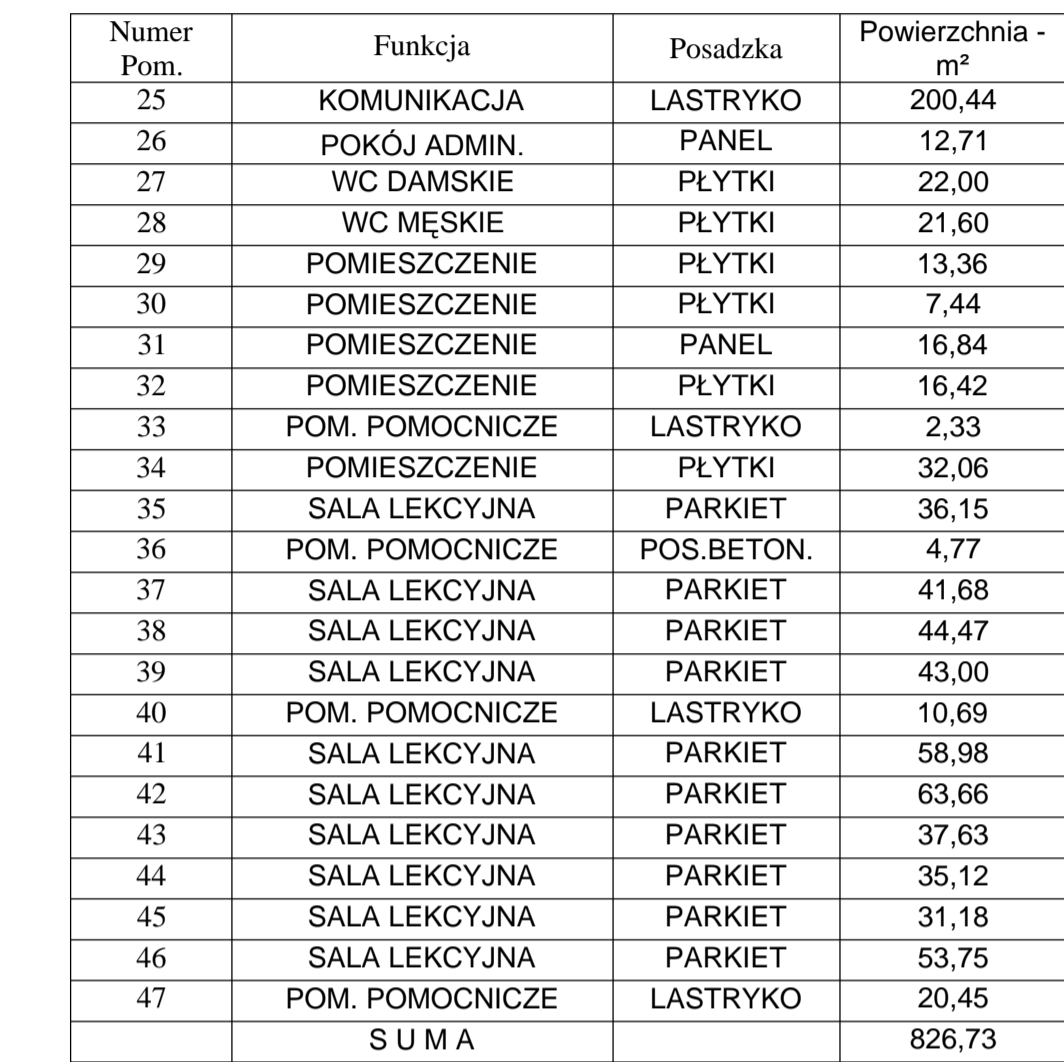 Numer Pom. Funkcja Posadzka Powierzchnia - m²
25 KOMUNIKACJA LASTRYKO 200,44
26 POKÓJ ADMIN. PANEL 12,71
27 WC DAMSKIE PŁYTKI 22,00
28 WC MĘSKIE PŁYTKI 21,60
29 POMIESZCZENIE PŁYTKI 13,36
30 POMIESZCZENIE PŁYTKI 7,44
31 POMIESZCZENIE PANEL 16,84
32 POMIESZCZENIE PŁYTKI 16,42
33 POM. POMOCNICZE LASTRYKO 2,33
34 POMIESZCZENIE PŁYTKI 32,06
35 SALA LEKCYJNA PARKIET 36,15
36 POM. POMOCNICZE POS.BETON. 4,77
37 SALA LEKCYJNA PARKIET 41,68
38 SALA LEKCYJNA PARKIET 44,47
39 SALA LEKCYJNA PARKIET 43,00
40 POM. POMOCNICZE LASTRYKO 10,69
41 SALA LEKCYJNA PARKIET 58,98
42 SALA LEKCYJNA PARKIET 63,66
43 SALA LEKCYJNA PARKIET 37,63
44 SALA LEKCYJNA PARKIET 35,12
45 SALA LEKCYJNA PARKIET 31,18
46 SALA LEKCYJNA PARKIET 53,75
47 POM. POMOCNICZE LASTRYKO 20,45
S U M A 826,73